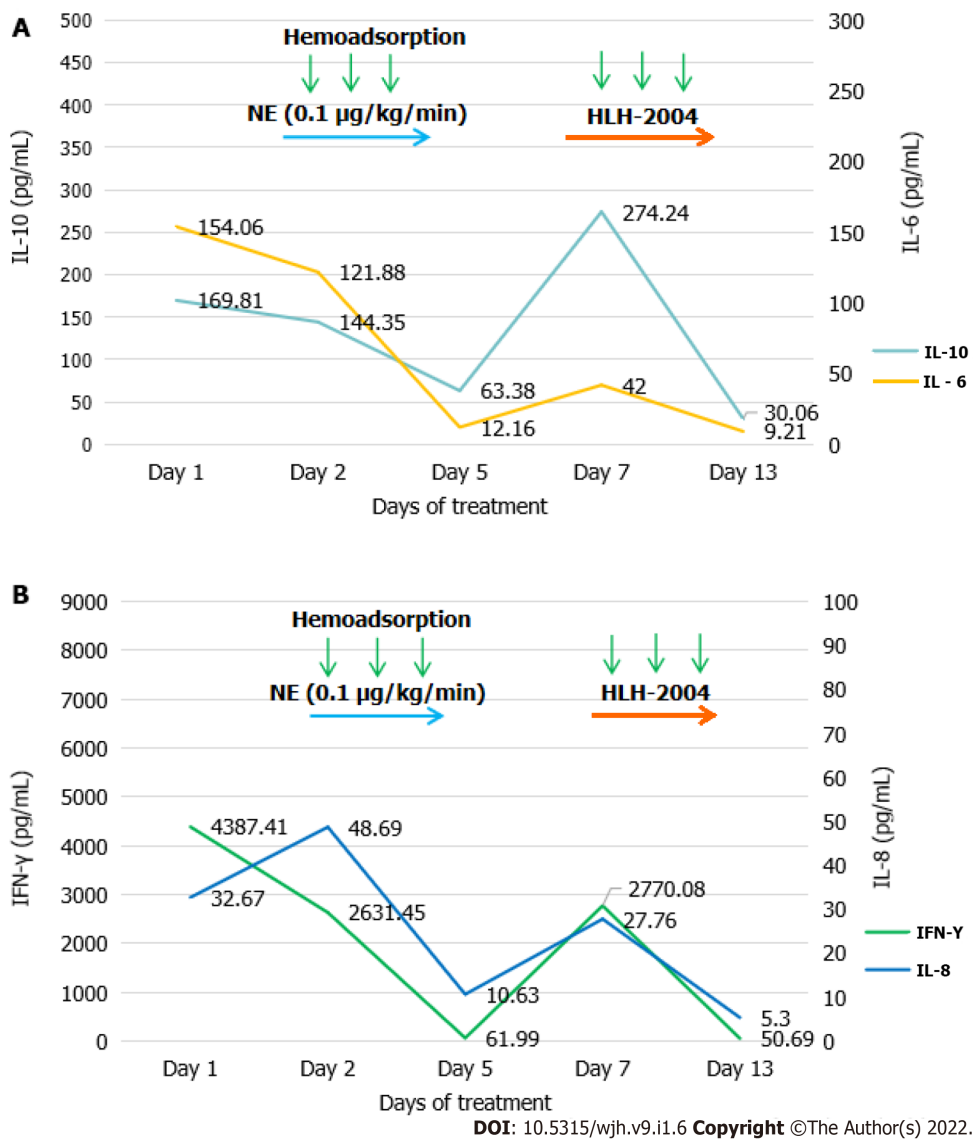 A
Hemoadsorption
NE (0.1 µg/kg/min)
HLH-2004
500
450
400
350
300
250
200
150
100
50
0
IL-10 (pg/mL)
300
250
200
150
100
50
0
IL-6 (pg/mL)
154.06
121.88
169.81
144.35
63.38
12.16
274.24
42
30.06
9.21
IL-10
IL - 6
Day 1 Day 2 Day 5 Day 7 Day 13
Days of treatment
B
Hemoadsorption
NE (0.1 µg/kg/min)
HLH-2004
9000
8000
7000
6000
5000
4000
3000
2000
1000
0
IFN-γ (pg/mL)
100
90
80
70
60
50
40
30
20
10
0
IL-8 (pg/mL)
4387.41
48.69
32.67
2631.45
10.63
61.99
2770.08
27.76
5.3
50.69
IFN-Y
IL-8
Day 1 Day 2 Day 5 Day 7 Day 13
Days of treatment
DOI: 10.5315/wjh.v9.i1.6 Copyright ©The Author(s) 2022.